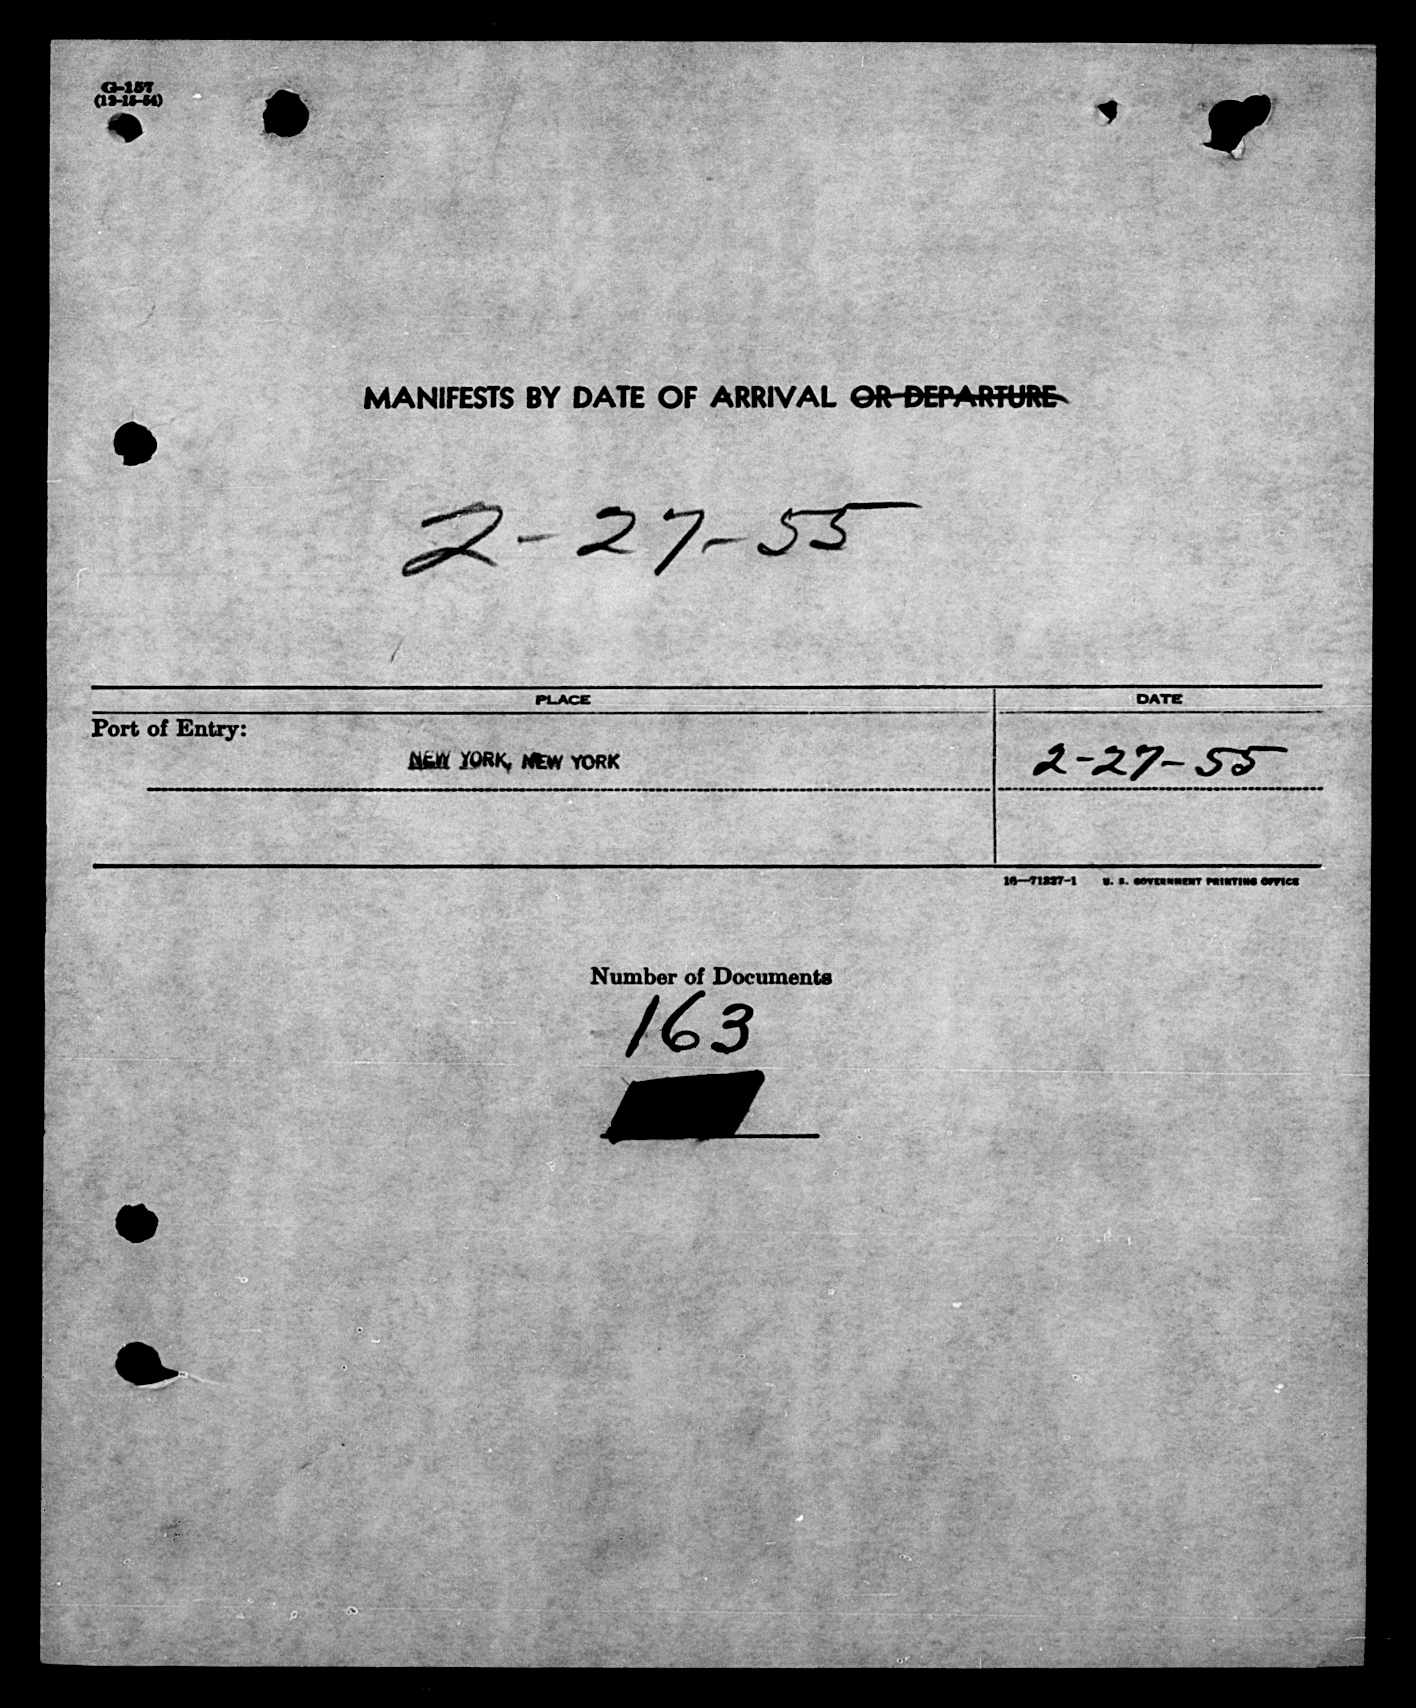 G-157
(12-15-54)
MANIFESTS BY DATE OF ARRIVAL OR DEPARTURE
2-27-55
PLACE DATE
Port of Entry:
NEW YORK, NEW YORK 2-27-55
16—71327-1 U. S. GOVERNMENT PRINTING OFFICE
Number of Documents
163